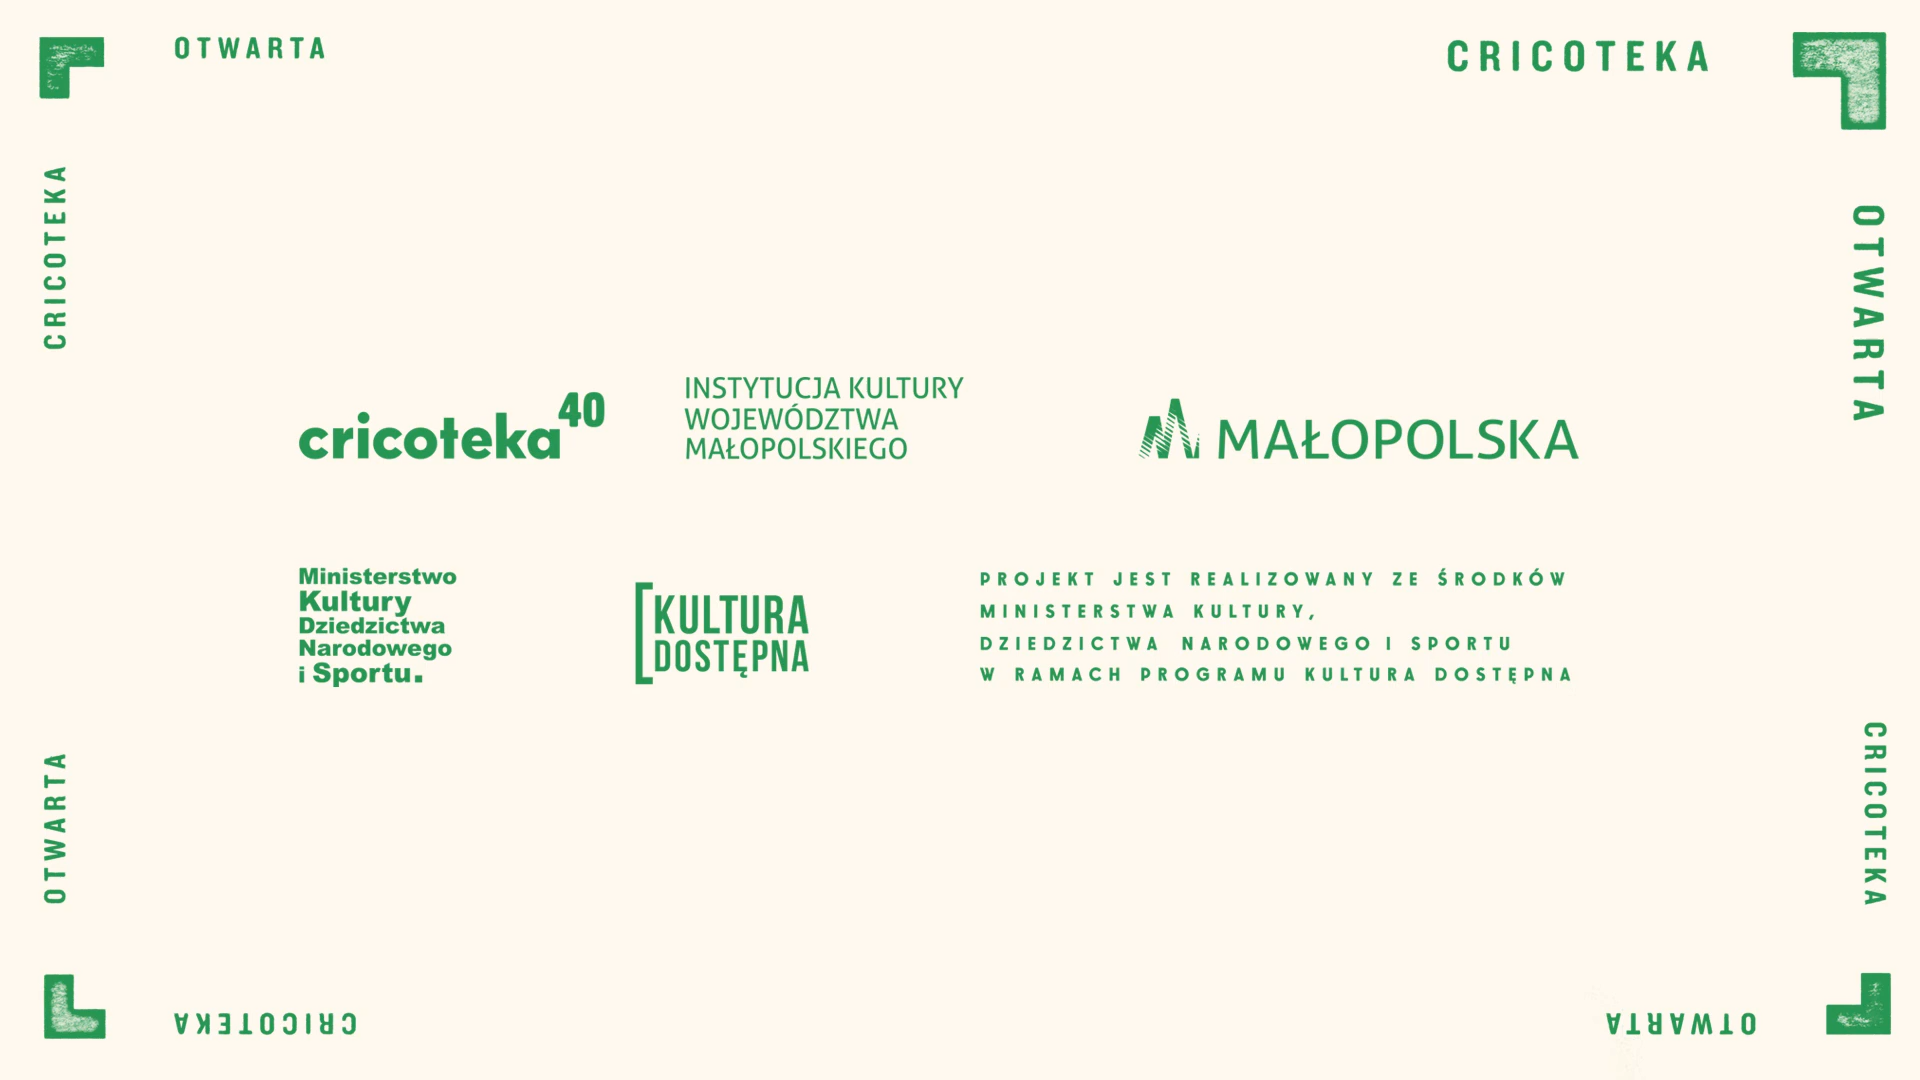 OTWARTA
CRICOTEKA
CRICOTEKA
OTWARTA
cricoteka40
INSTYTUCJA KULTURY
WOJEWÓDZTWA
MAŁOPOLSKIEGO
MAŁOPOLSKA
Ministerstwo
Kultury
Dziedzictwa
Narodowego
i Sportu.
KULTURA
DOSTĘPNA
PROJEKT JEST REALIZOWANY ZE ŚRODKÓW
MINISTERSTWA KULTURY,
DZIEDZICTWA NARODOWEGO I SPORTU
W RAMACH PROGRAMU KULTURA DOSTĘPNA
OTWARTA
CRICOTEKA
CRICOTEKA
OTWARTA